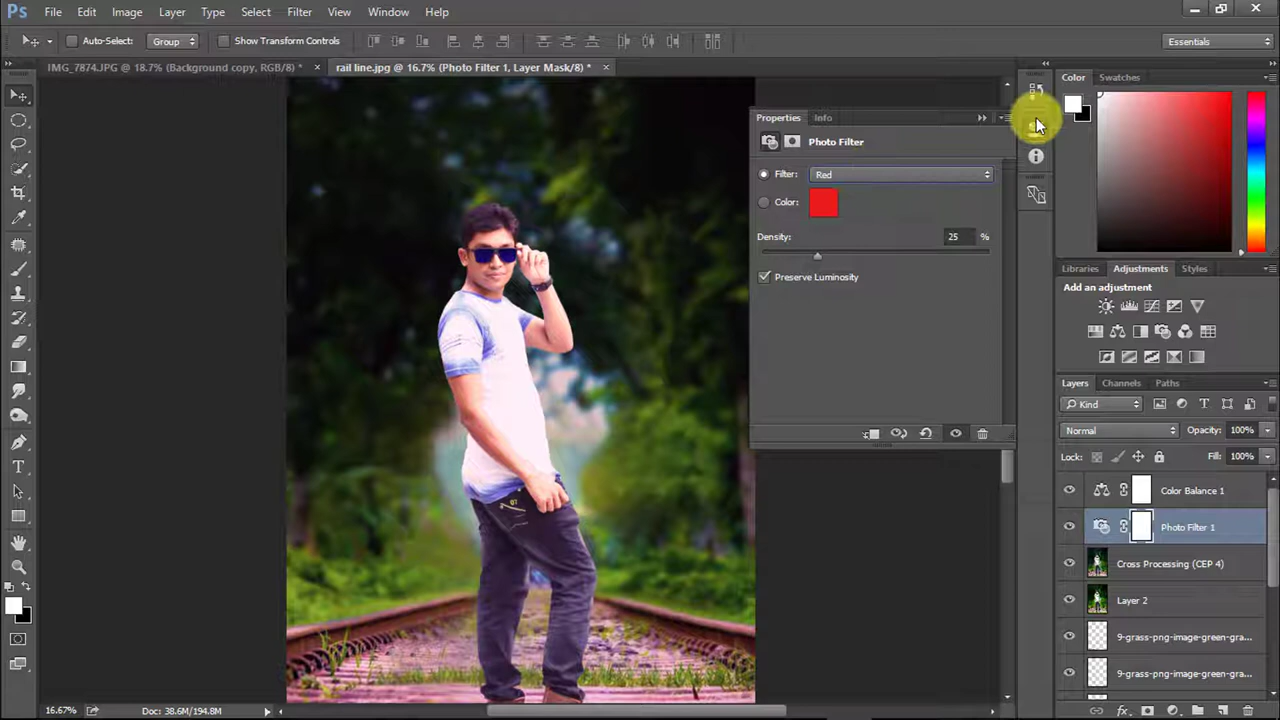 Ps File Edit Image Layer Type Select Filter View Window Help
Auto-Select: Group Show Transform Controls Essentials
IMG_7874.JPG @ 18.7% (Background copy, RGB/8) * × rail line.jpg @ 16.7% (Photo Filter 1, Layer Mask/8) * ×
Color Swatches
Properties Info
Photo Filter
Filter: Red
Color:
Density: 25 %
Preserve Luminosity
Libraries Adjustments Styles
Add an adjustment
Layers Channels Paths
Kind
Normal Opacity: 100%
Lock: Fill: 100%
Color Balance 1
Photo Filter 1
Cross Processing (CEP 4)
Layer 2
9-grass-png-image-green-gra...
9-grass-png-image-green-gra...
16.67% Doc: 38.6M/194.8M